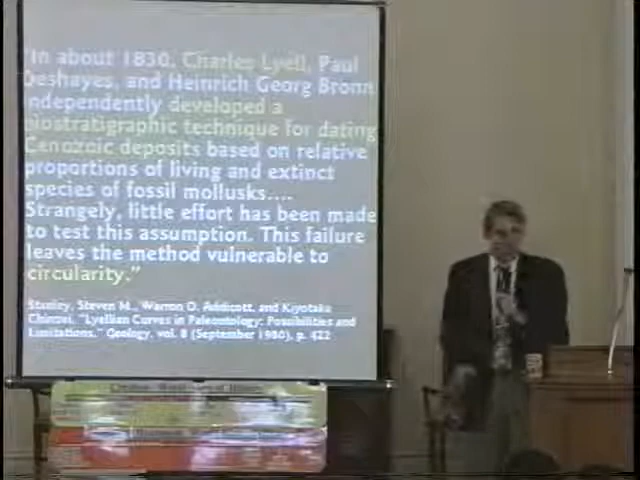 "In about 1830, Charles Lyell, Paul
Deshayes, and Heinrich Georg Bronn
independently developed a
biostratigraphic technique for dating
Cenozoic deposits based on relative
proportions of living and extinct
species of fossil mollusks....
Strangely, little effort has been made
to test this assumption. This failure
leaves the method vulnerable to
circularity."
Stanley, Steven M., Warren O. Addicott, and Kiyotaka
Chinzei, "Lyellian Curves in Paleontology: Possibilities and
Limitations," Geology, vol. 8 (September 1980), p. 422